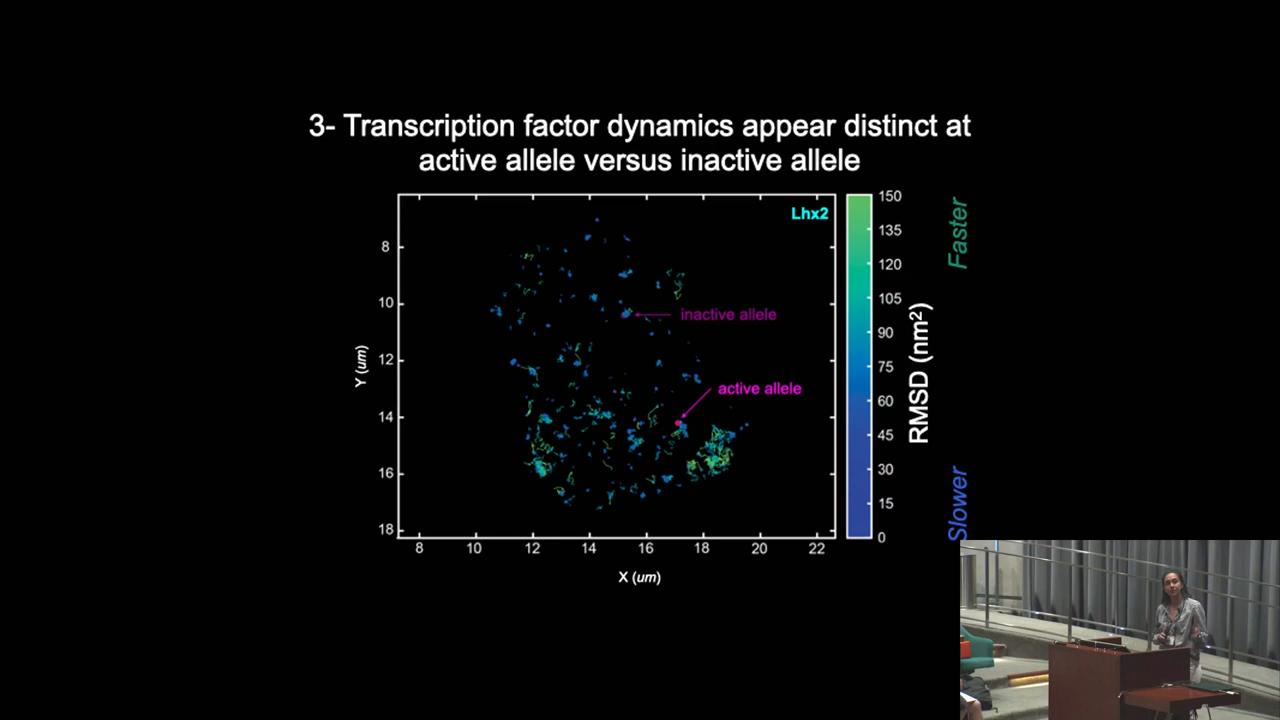 3- Transcription factor dynamics appear distinct at
active allele versus inactive allele
Lhx2
inactive allele
active allele
Y (um)
8
10
12
14
16
18
8
10
12
14
16
18
20
22
X (um)
150
135
120
105
90
75
60
45
30
15
0
RMSD (nm²)
Faster
Slower